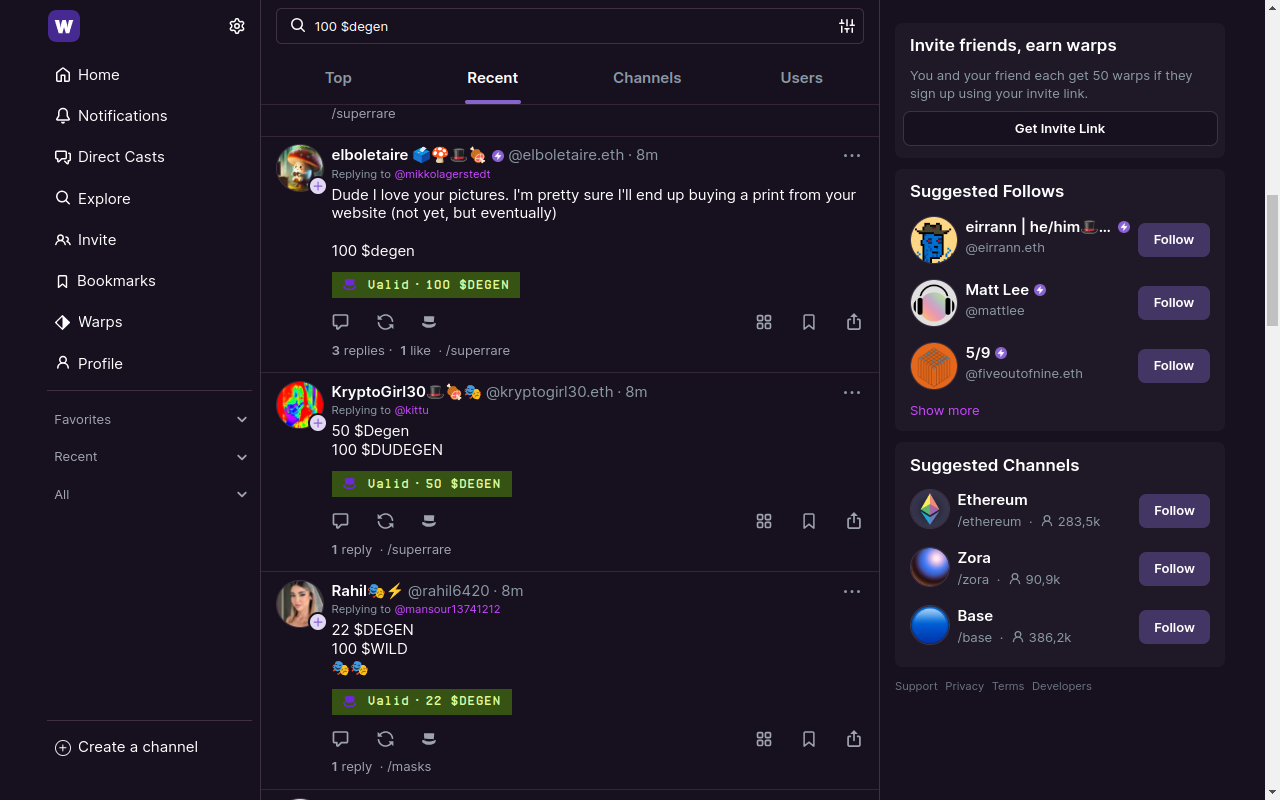 W
Home
Notifications
Direct Casts
Explore
Invite
Bookmarks
Warps
Profile
Favorites
Recent
All
Create a channel
100 $degen
Top
Recent
Channels
Users
/superrare
elboletaire 🗳️🍄🎩🍖 @elboletaire.eth · 8m
Replying to @mikkolagerstedt
Dude I love your pictures. I'm pretty sure I'll end up buying a print from your
website (not yet, but eventually)
100 $degen
Valid · 100 $DEGEN
3 replies · 1 like · /superrare
KryptoGirl30🎩🍖🎭 @kryptogirl30.eth · 8m
Replying to @kittu
50 $Degen
100 $DUDEGEN
Valid · 50 $DEGEN
1 reply · /superrare
Rahil🎭⚡ @rahil6420 · 8m
Replying to @mansour13741212
22 $DEGEN
100 $WILD
🎭🎭
Valid · 22 $DEGEN
1 reply · /masks
Invite friends, earn warps
You and your friend each get 50 warps if they
sign up using your invite link.
Get Invite Link
Suggested Follows
eirrann | he/him🎩...
@eirrann.eth
Follow
Matt Lee
@mattlee
Follow
5/9
@fiveoutofnine.eth
Follow
Show more
Suggested Channels
Ethereum
/ethereum · 283,5k
Follow
Zora
/zora · 90,9k
Follow
Base
/base · 386,2k
Follow
Support Privacy Terms Developers